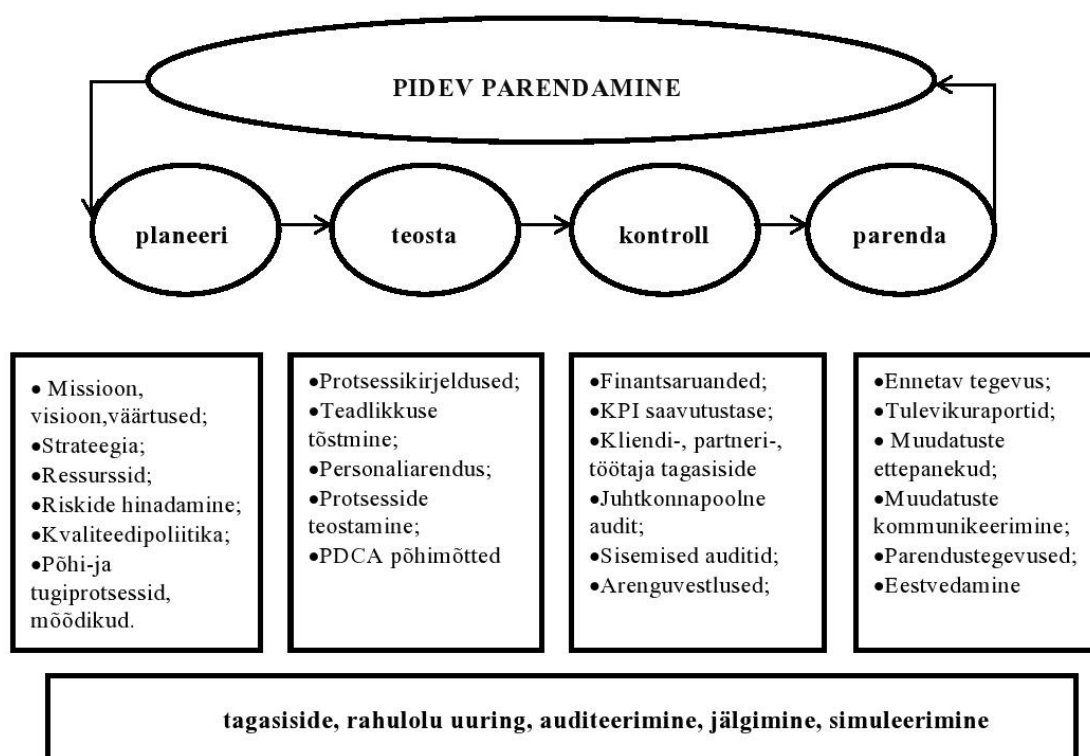 PIDEV PARENDAMINE
planeeri
teosta
kontroll
parenda
• Missioon,
visioon,väärtused;
•Strateegia;
•Ressurssid;
•Riskide hinadamine;
•Kvaliteedipoliitika;
•Põhi-ja
tugiprotsessid,
mõõdikud.
•Protsessikirjeldused;
•Teadlikkuse
tõstmine;
•Personaliarendus;
•Protsesside
teostamine;
•PDCA põhimõtted
•Finantsaruanded;
•KPI saavutustase;
•Kliendi-, partneri-,
töötaja tagasiside
•Juhtkonnapoolne
audit;
•Sisemised auditid;
•Arenguvestlused;
•Ennetav tegevus;
•Tulevikuraportid;
• Muudatuste
ettepanekud;
•Muudatuste
kommunikeerimine;
•Parendustegevused;
•Eestvedamine
tagasiside, rahulolu uuring, auditeerimine, jälgimine, simuleerimine